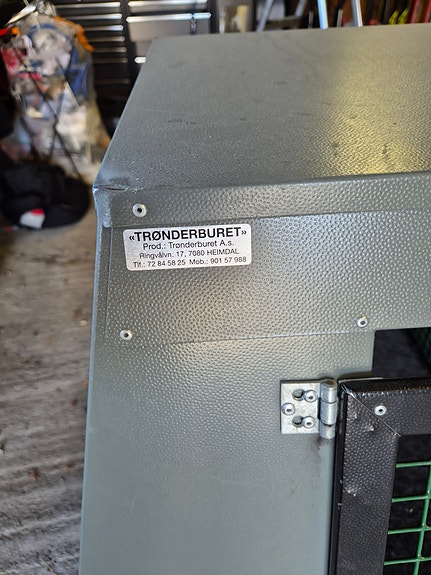 «TRØNDERBURET»
Prod.: Trønderburet A.s.
Ringvålvn. 17, 7080 HEIMDAL
Tlf.: 72 84 58 25 Mob.: 901 57 988